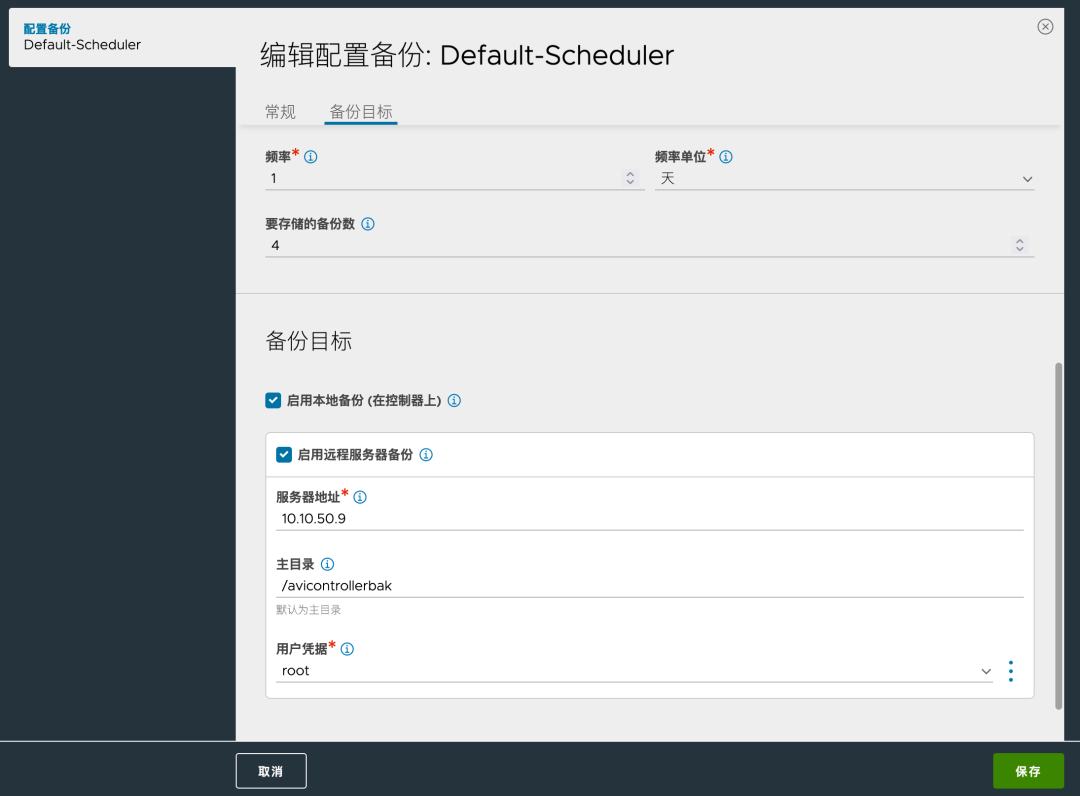 配置备份
Default-Scheduler
编辑配置备份: Default-Scheduler
常规 备份目标
频率* 频率单位*
1 天
要存储的备份数
4
备份目标
启用本地备份 (在控制器上)
启用远程服务器备份
服务器地址*
10.10.50.9
主目录
/avicontrollerbak
默认为主目录
用户凭据*
root
取消 保存